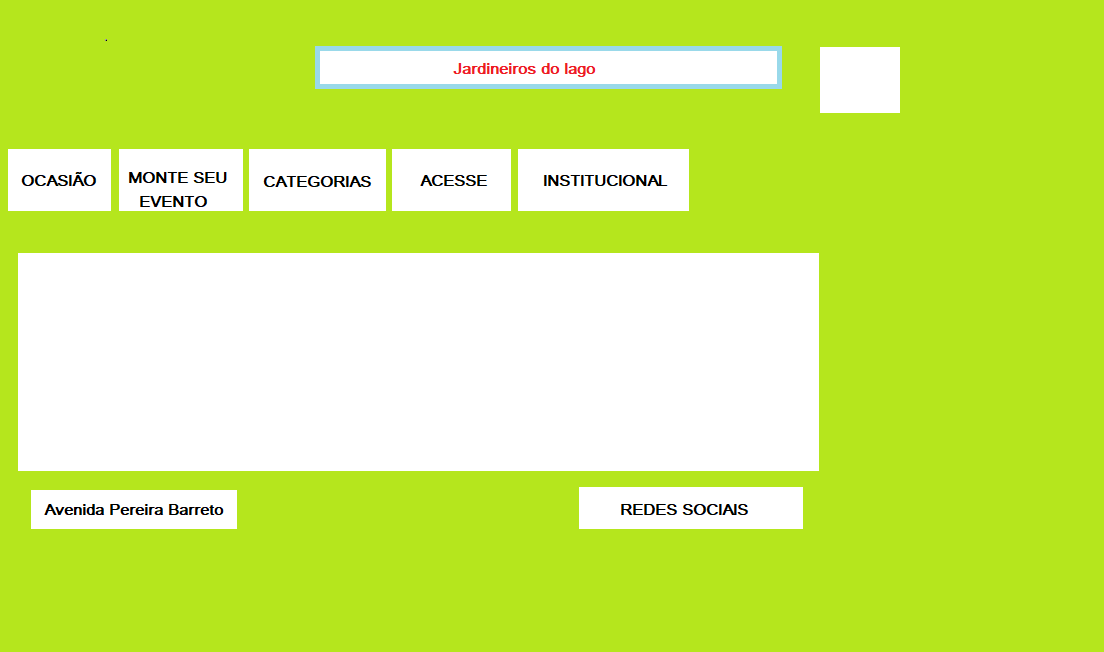 Jardineiros do lago
OCASIÃO
MONTE SEU
EVENTO
CATEGORIAS
ACESSE
INSTITUCIONAL
Avenida Pereira Barreto
REDES SOCIAIS